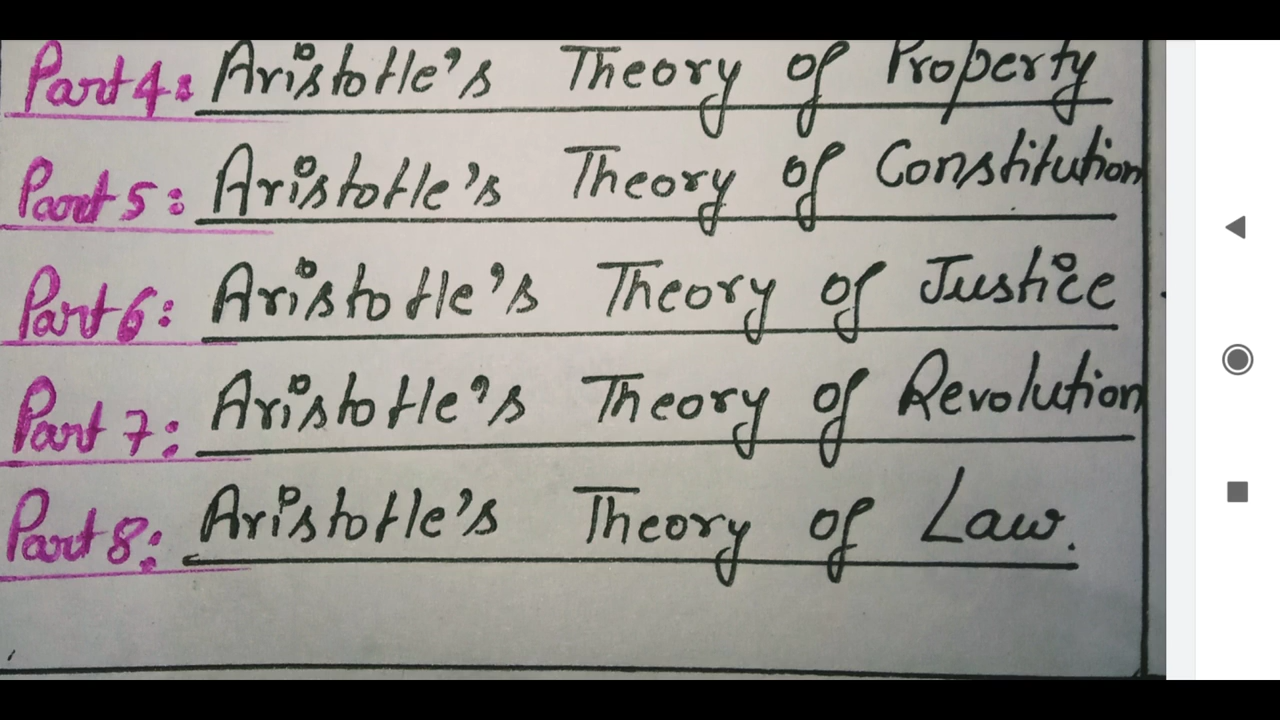 Part 4: Aristotle's Theory of Property
Part 5: Aristotle's Theory of Constitution
Part 6: Aristotle's Theory of Justice
Part 7: Aristotle's Theory of Revolution
Part 8: Aristotle's Theory of Law.